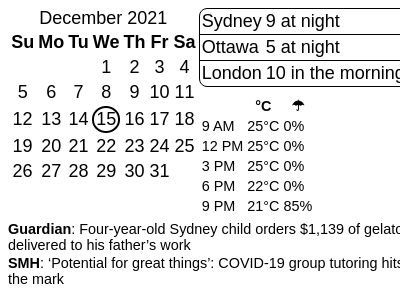 December 2021
Su Mo Tu We Th Fr Sa
1 2 3 4
5 6 7 8 9 10 11
12 13 14 15 16 17 18
19 20 21 22 23 24 25
26 27 28 29 30 31
Sydney 9 at night
Ottawa 5 at night
London 10 in the morning
°C ☂
9 AM 25°C 0%
12 PM 25°C 0%
3 PM 25°C 0%
6 PM 22°C 0%
9 PM 21°C 85%
Guardian: Four-year-old Sydney child orders $1,139 of gelato
delivered to his father’s work
SMH: ‘Potential for great things’: COVID-19 group tutoring hits
the mark